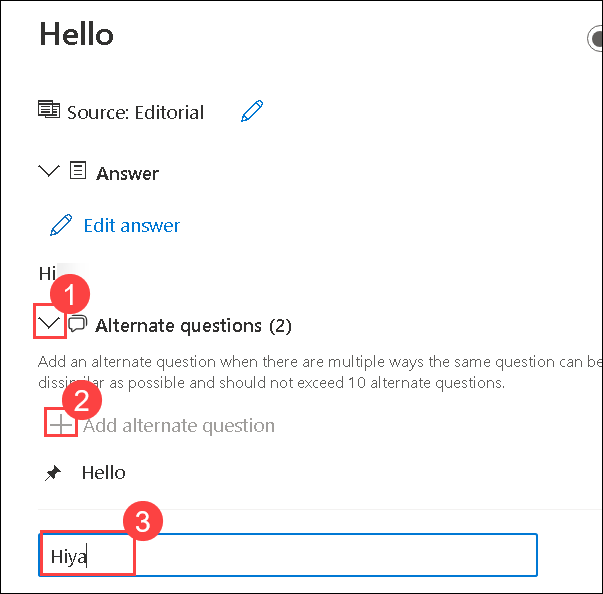 Hello
Source: Editorial
Answer
Edit answer
Hi
1
Alternate questions (2)
Add an alternate question when there are multiple ways the same question can be
dissimilar as possible and should not exceed 10 alternate questions.
2
Add alternate question
Hello
3
Hiya